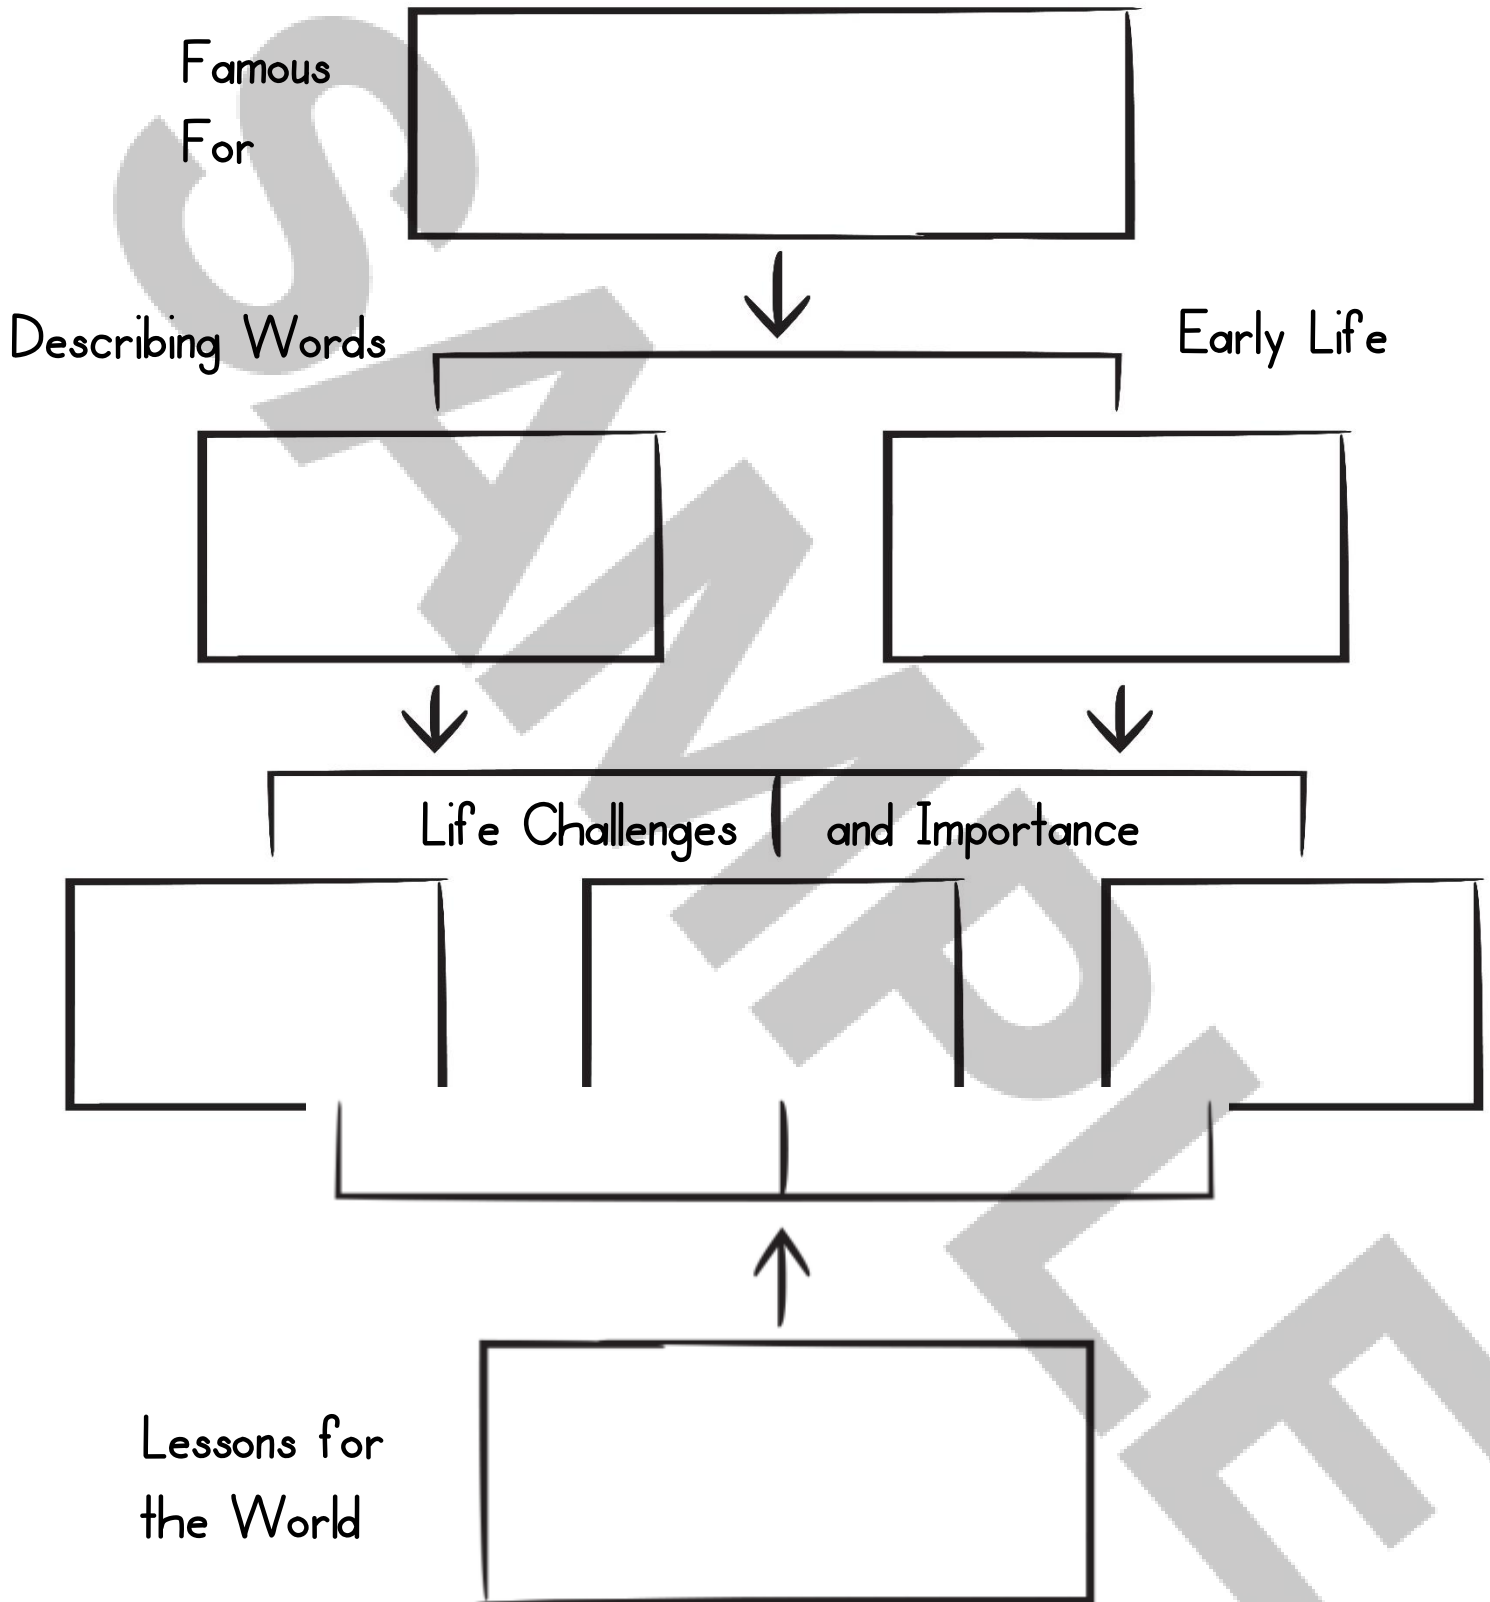 Famous
For
Describing Words
Early Life
Life Challenges and Importance
Lessons for
the World
SAMPLE